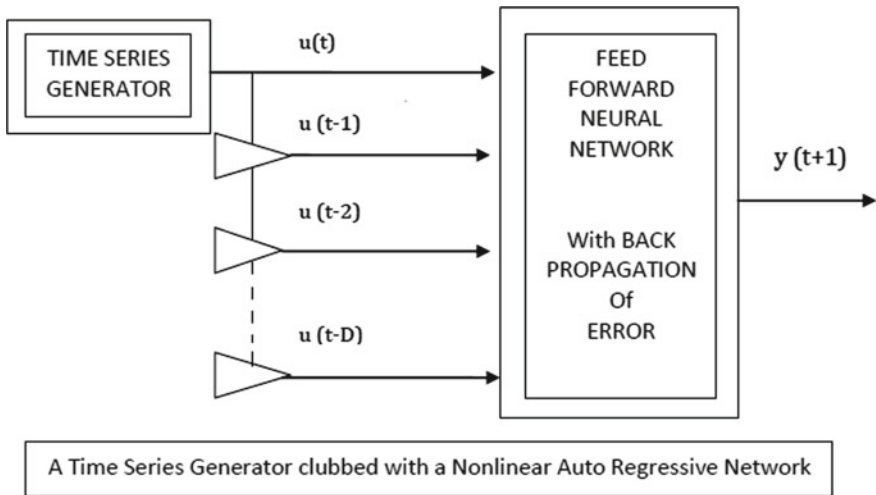 TIME SERIES
GENERATOR
u(t)
u (t-1)
u (t-2)
u (t-D)
FEED
FORWARD
NEURAL
NETWORK
With BACK
PROPAGATION
Of
ERROR
y (t+1)
A Time Series Generator clubbed with a Nonlinear Auto Regressive Network